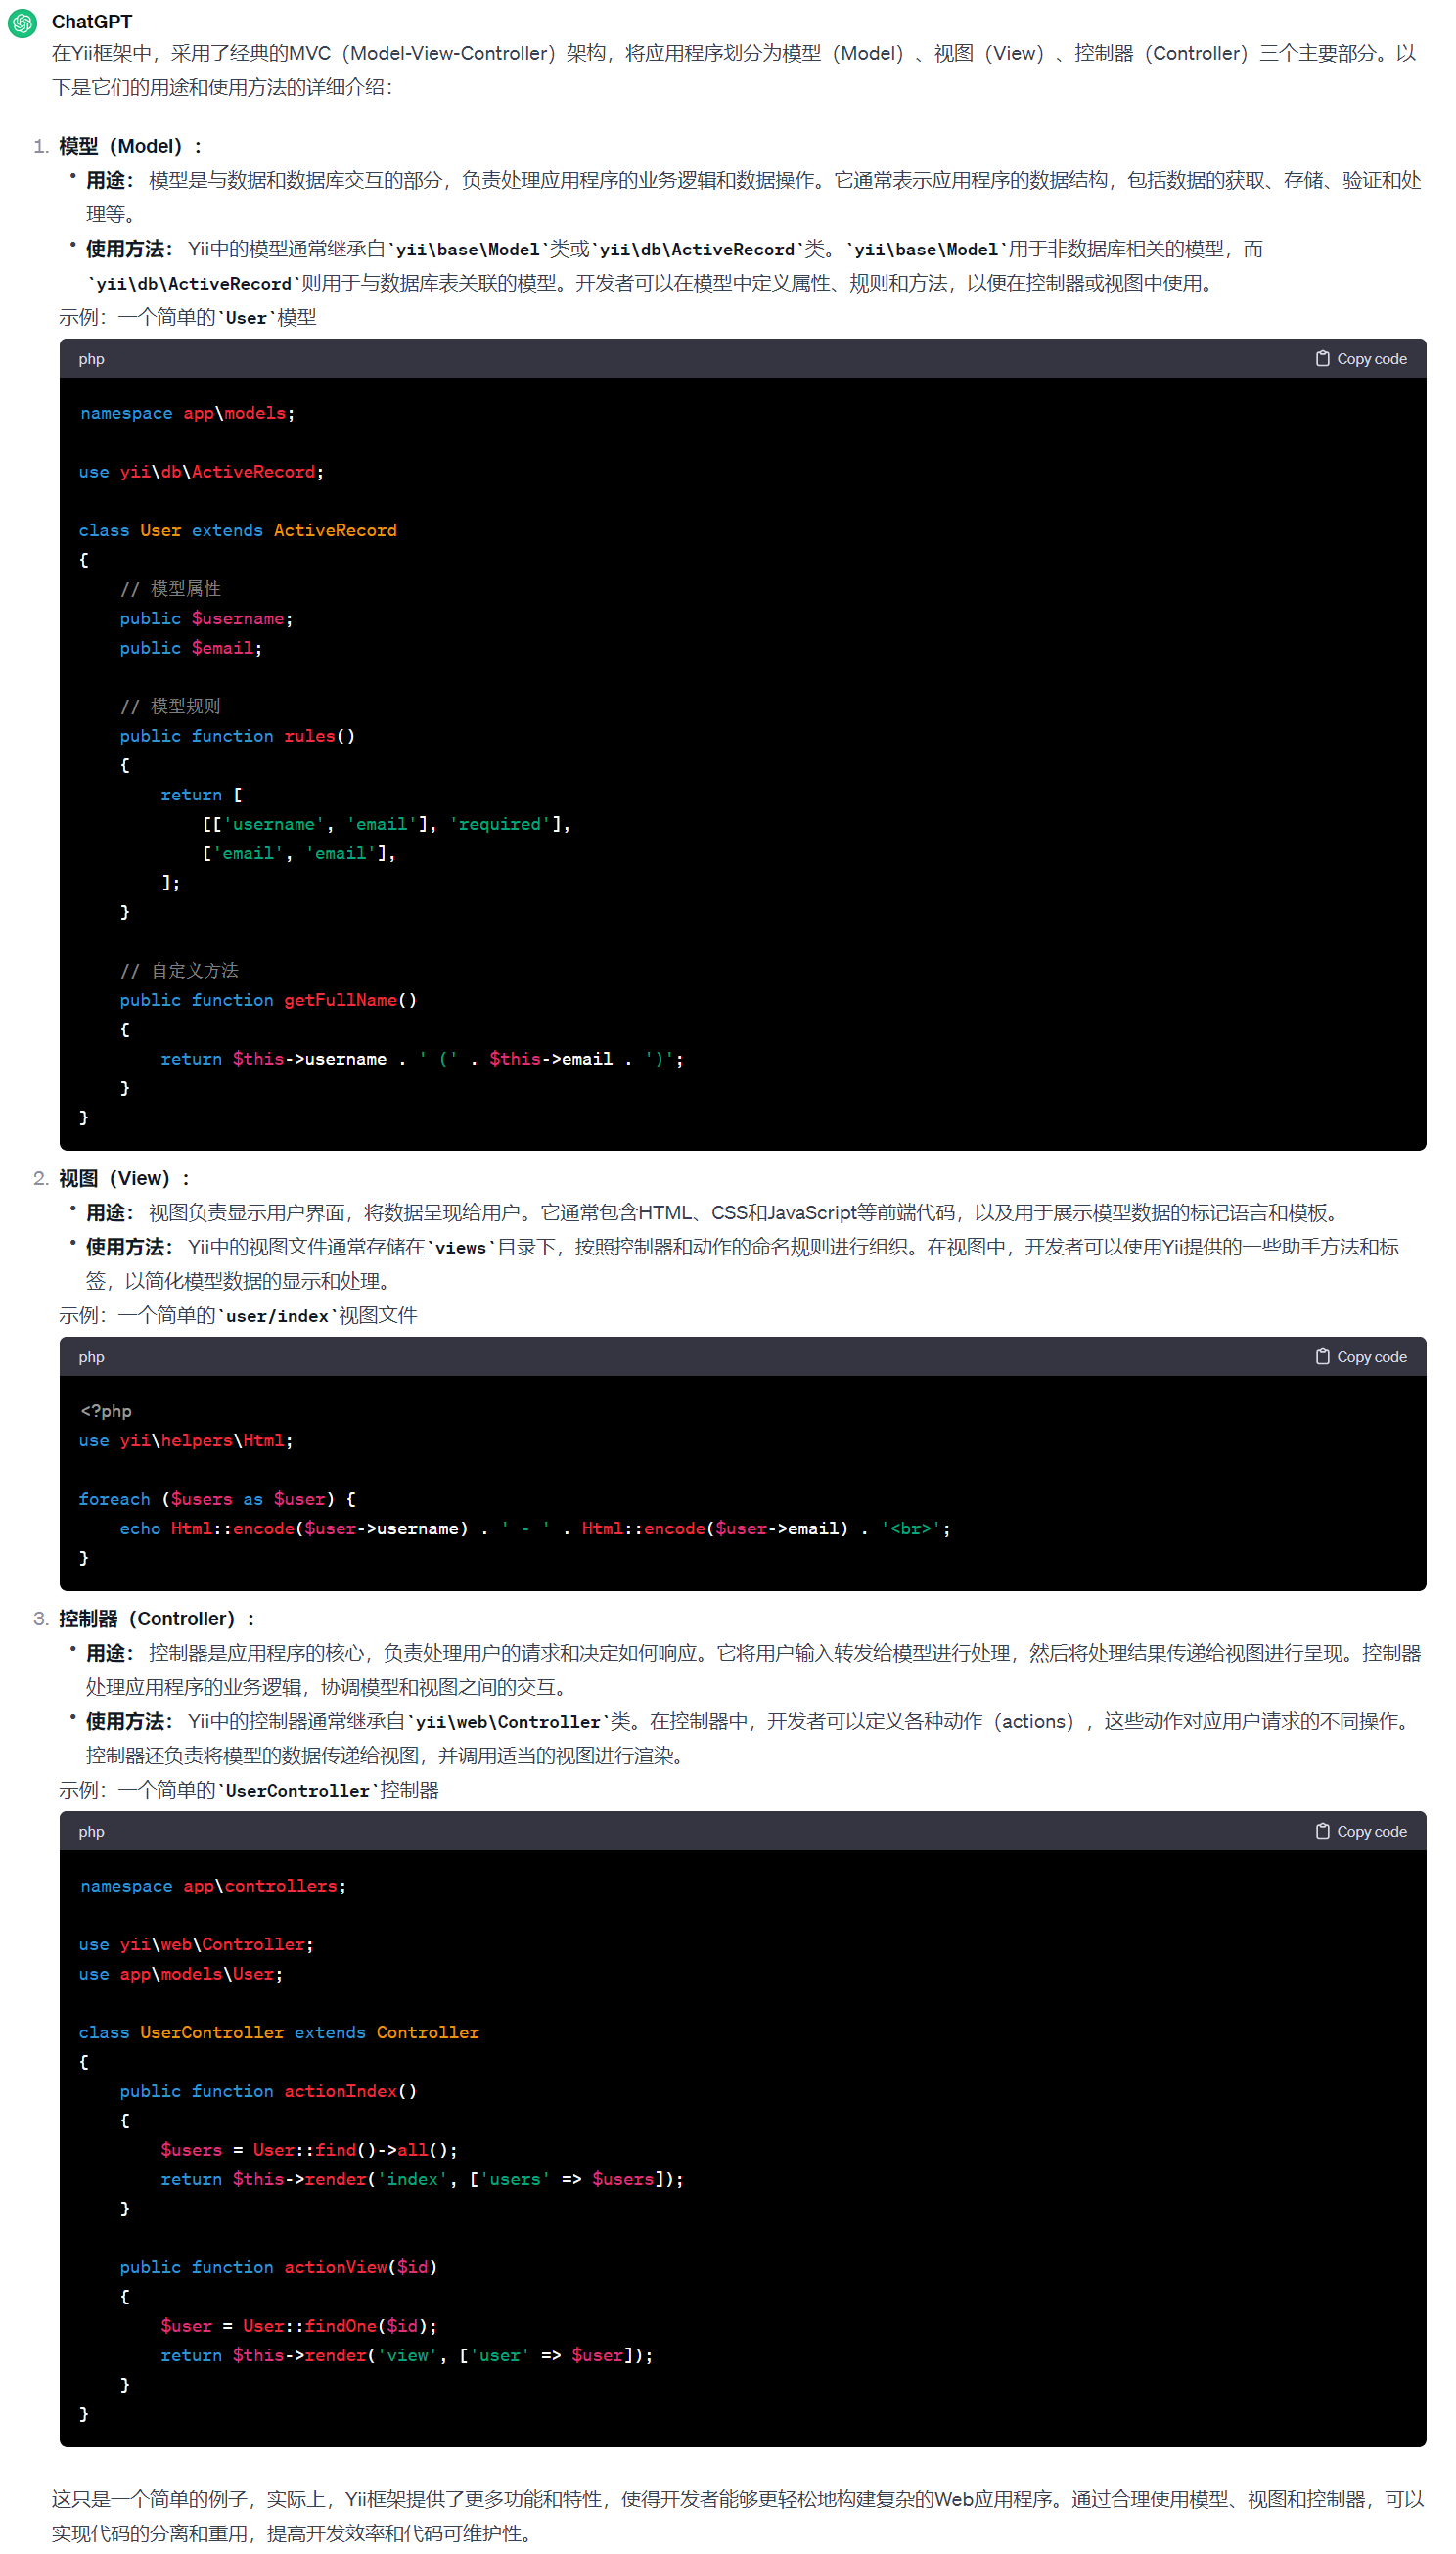 ChatGPT
在Yii框架中，采用了经典的MVC（Model-View-Controller）架构，将应用程序划分为模型（Model）、视图（View）、控制器（Controller）三个主要部分。以
下是它们的用途和使用方法的详细介绍：
1. 模型（Model）：
• 用途： 模型是与数据和数据库交互的部分，负责处理应用程序的业务逻辑和数据操作。它通常表示应用程序的数据结构，包括数据的获取、存储、验证和处
理等。
• 使用方法： Yii中的模型通常继承自`yii\base\Model`类或`yii\db\ActiveRecord`类。`yii\base\Model`用于非数据库相关的模型，而
`yii\db\ActiveRecord`则用于与数据库表关联的模型。开发者可以在模型中定义属性、规则和方法，以便在控制器或视图中使用。
示例：一个简单的`User`模型
php Copy code
namespace app\models;
use yii\db\ActiveRecord;
class User extends ActiveRecord
{
    // 模型属性
    public $username;
    public $email;
    // 模型规则
    public function rules()
    {
        return [
            [['username', 'email'], 'required'],
            ['email', 'email'],
        ];
    }
    // 自定义方法
    public function getFullName()
    {
        return $this->username . ' (' . $this->email . ')';
    }
}
2. 视图（View）：
• 用途： 视图负责显示用户界面，将数据呈现给用户。它通常包含HTML、CSS和JavaScript等前端代码，以及用于展示模型数据的标记语言和模板。
• 使用方法： Yii中的视图文件通常存储在`views`目录下，按照控制器和动作的命名规则进行组织。在视图中，开发者可以使用Yii提供的一些助手方法和标
签，以简化模型数据的显示和处理。
示例：一个简单的`user/index`视图文件
php Copy code
<?php
use yii\helpers\Html;
foreach ($users as $user) {
    echo Html::encode($user->username) . ' - ' . Html::encode($user->email) . '<br>';
}
3. 控制器（Controller）：
• 用途： 控制器是应用程序的核心，负责处理用户的请求和决定如何响应。它将用户输入转发给模型进行处理，然后将处理结果传递给视图进行呈现。控制器
处理应用程序的业务逻辑，协调模型和视图之间的交互。
• 使用方法： Yii中的控制器通常继承自`yii\web\Controller`类。在控制器中，开发者可以定义各种动作（actions），这些动作对应用户请求的不同操作。
控制器还负责将模型的数据传递给视图，并调用适当的视图进行渲染。
示例：一个简单的`UserController`控制器
php Copy code
namespace app\controllers;
use yii\web\Controller;
use app\models\User;
class UserController extends Controller
{
    public function actionIndex()
    {
        $users = User::find()->all();
        return $this->render('index', ['users' => $users]);
    }
    public function actionView($id)
    {
        $user = User::findOne($id);
        return $this->render('view', ['user' => $user]);
    }
}
这只是一个简单的例子，实际上，Yii框架提供了更多功能和特性，使得开发者能够更轻松地构建复杂的Web应用程序。通过合理使用模型、视图和控制器，可以
实现代码的分离和重用，提高开发效率和代码可维护性。